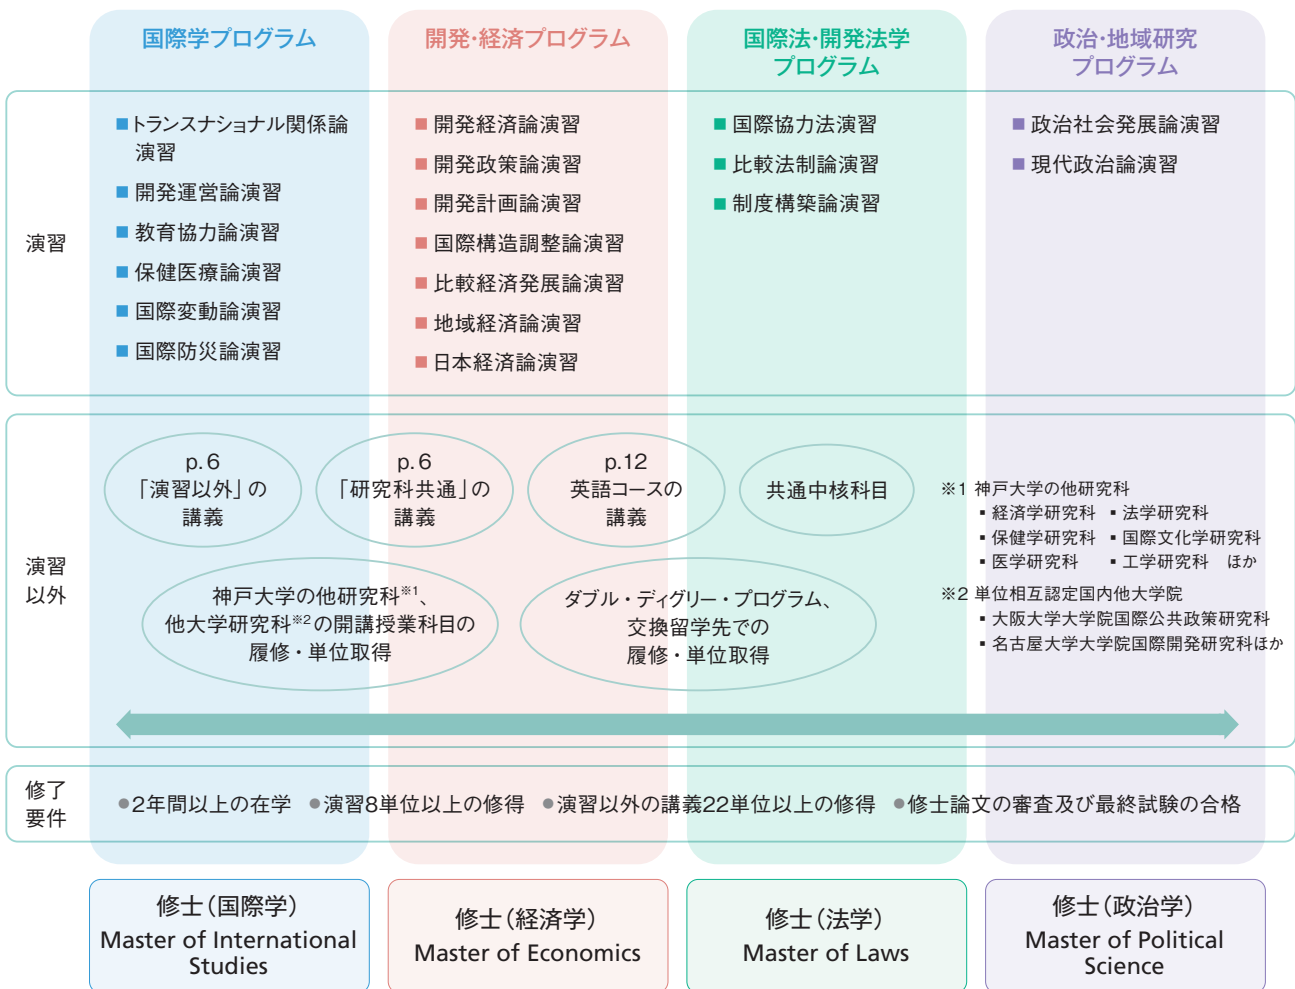 国際学プログラム
開発・経済プログラム
国際法・開発法学
プログラム
政治・地域研究
プログラム
演習
■トランスナショナル関係論
演習
■開発運営論演習
■教育協力論演習
■保健医療論演習
■国際変動論演習
■国際防災論演習
■開発経済論演習
■開発政策論演習
■開発計画論演習
■国際構造調整論演習
■比較経済発展論演習
■地域経済論演習
■日本経済論演習
■国際協力法演習
■比較法制論演習
■制度構築論演習
■政治社会発展論演習
■現代政治論演習
演習
以外
p.6
「演習以外」の
講義
p.6
「研究科共通」の
講義
p.12
英語コースの
講義
共通中核科目
神戸大学の他研究科※1、
他大学研究科※2の開講授業科目の
履修・単位取得
ダブル・ディグリー・プログラム、
交換留学先での
履修・単位取得
※1 神戸大学の他研究科
▪経済学研究科 ▪法学研究科
▪保健学研究科 ▪国際文化学研究科
▪医学研究科 ▪工学研究科 ほか
※2 単位相互認定国内他大学院
▪大阪大学大学院国際公共政策研究科
▪名古屋大学大学院国際開発研究科ほか
修了
要件
●2年間以上の在学 ●演習8単位以上の修得 ●演習以外の講義22単位以上の修得 ●修士論文の審査及び最終試験の合格
修士（国際学）
Master of International
Studies
修士（経済学）
Master of Economics
修士（法学）
Master of Laws
修士（政治学）
Master of Political
Science